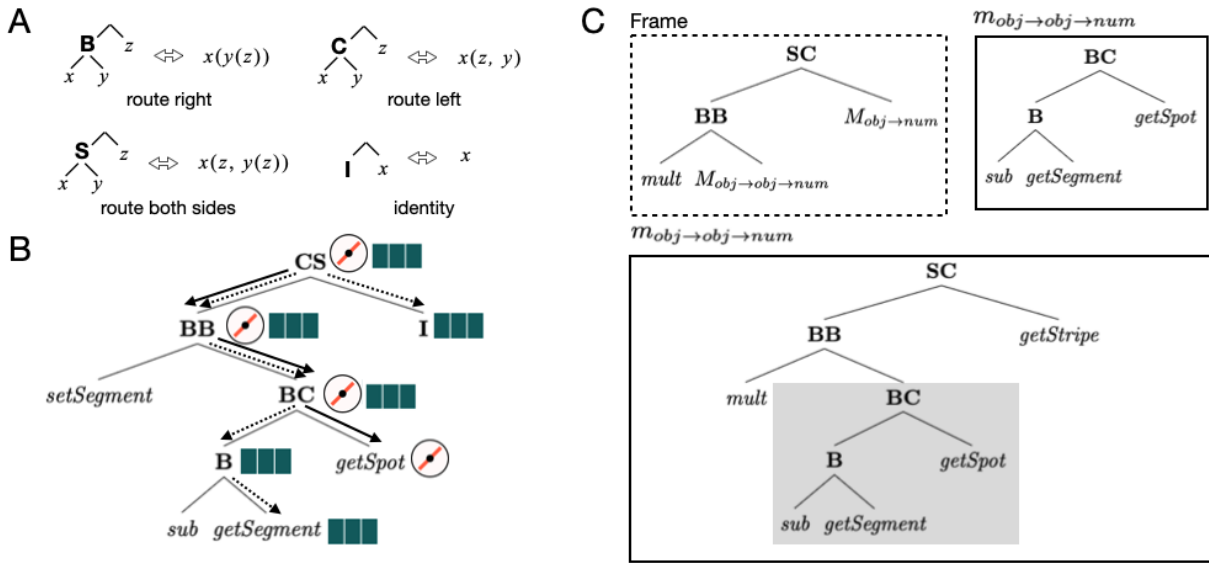 A
B z ⇔ x(y(z))
x y
route right
C z ⇔ x(z, y)
x y
route left
S z ⇔ x(z, y(z))
x y
route both sides
I x ⇔ x
identity
B
CS
BB I
setSegment BC
B getSpot
sub getSegment
C
Frame
SC
BB M_{obj→num}
mult M_{obj→obj→num}
m_{obj→obj→num}
BC
B getSpot
sub getSegment
m_{obj→obj→num}
SC
BB getStripe
mult BC
B getSpot
sub getSegment